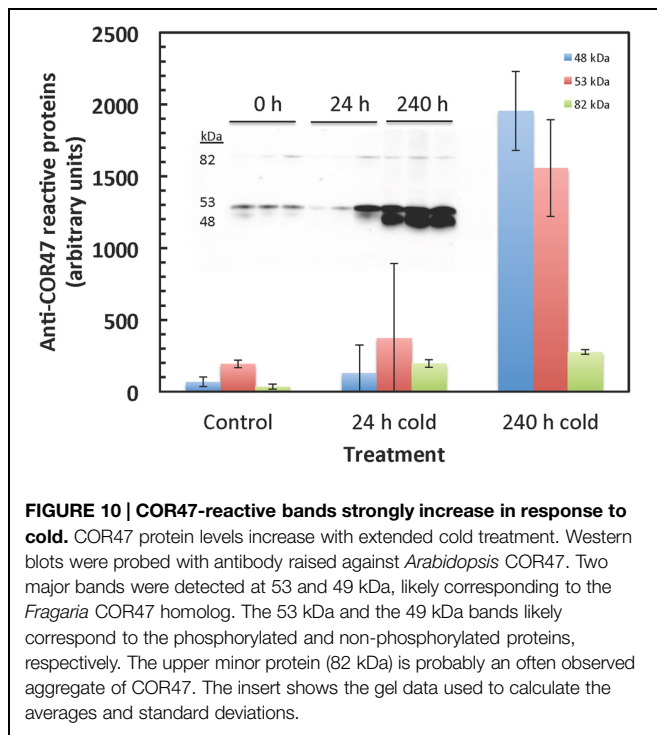 2500
2000
1500
1000
500
0
Anti-COR47 reactive proteins
(arbitrary units)
48 kDa
53 kDa
82 kDa
0 h 24 h 240 h
kDa
82
53
48
Control 24 h cold 240 h cold
Treatment
FIGURE 10 | COR47-reactive bands strongly increase in response to
cold. COR47 protein levels increase with extended cold treatment. Western
blots were probed with antibody raised against Arabidopsis COR47. Two
major bands were detected at 53 and 49 kDa, likely corresponding to the
Fragaria COR47 homolog. The 53 kDa and the 49 kDa bands likely
correspond to the phosphorylated and non-phosphorylated proteins,
respectively. The upper minor protein (82 kDa) is probably an often observed
aggregate of COR47. The insert shows the gel data used to calculate the
averages and standard deviations.